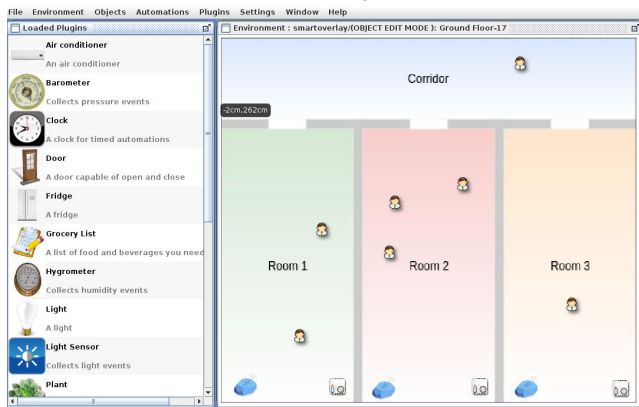 File Environment Objects Automations Plugins Settings Window Help
Loaded Plugins
Air conditioner
An air conditioner
Barometer
Collects pressure events
Clock
A clock for timed automations
Door
A door capable of open and close
Fridge
A fridge
Grocery List
A list of food and beverages you need
Hygrometer
Collects humidity events
Light
A light
Light Sensor
Collects light events
Plant
Environment : smartoverlay/(OBJECT EDIT MODE ): Ground Floor-17
Corridor
-2cm,262cm
Room 1
Room 2
Room 3